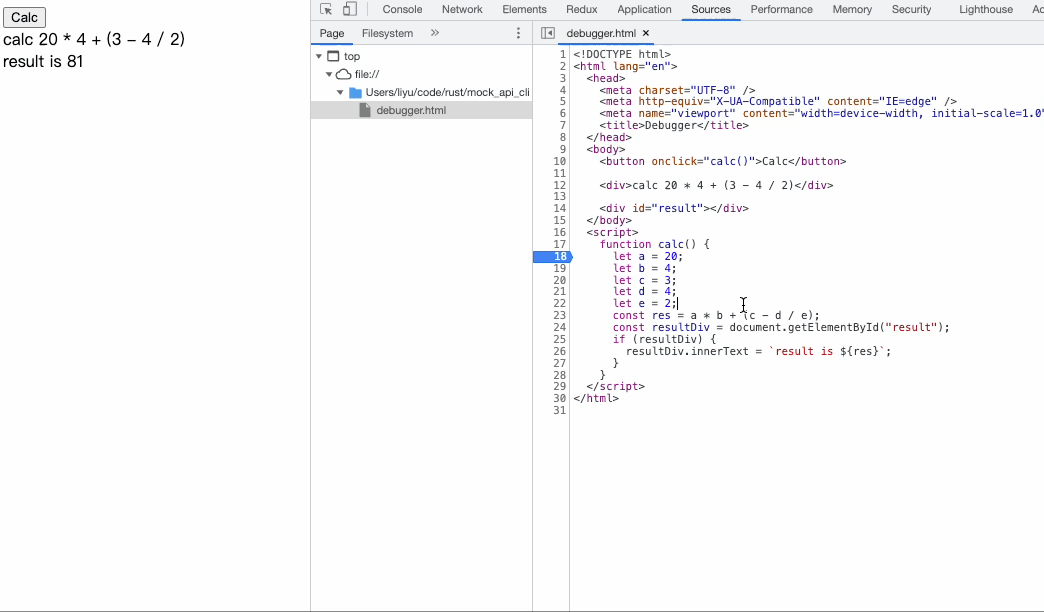 Calc
calc 20 * 4 + (3 − 4 / 2)
result is 81
Console Network Elements Redux Application Sources Performance Memory Security Lighthouse
Page Filesystem »
debugger.html ×
top
file://
Users/liyu/code/rust/mock_api_cli
debugger.html
1 <!DOCTYPE html>
2 <html lang="en">
3 <head>
4 <meta charset="UTF-8" />
5 <meta http-equiv="X-UA-Compatible" content="IE=edge" />
6 <meta name="viewport" content="width=device-width, initial-scale=1.0"
7 <title>Debugger</title>
8 </head>
9 <body>
10 <button onclick="calc()">Calc</button>
11
12 <div>calc 20 * 4 + (3 − 4 / 2)</div>
13
14 <div id="result"></div>
15 </body>
16 <script>
17 function calc() {
18 let a = 20;
19 let b = 4;
20 let c = 3;
21 let d = 4;
22 let e = 2;
23 const res = a * b + (c − d / e);
24 const resultDiv = document.getElementById("result");
25 if (resultDiv) {
26 resultDiv.innerText = `result is ${res}`;
27 }
28 }
29 </script>
30 </html>
31